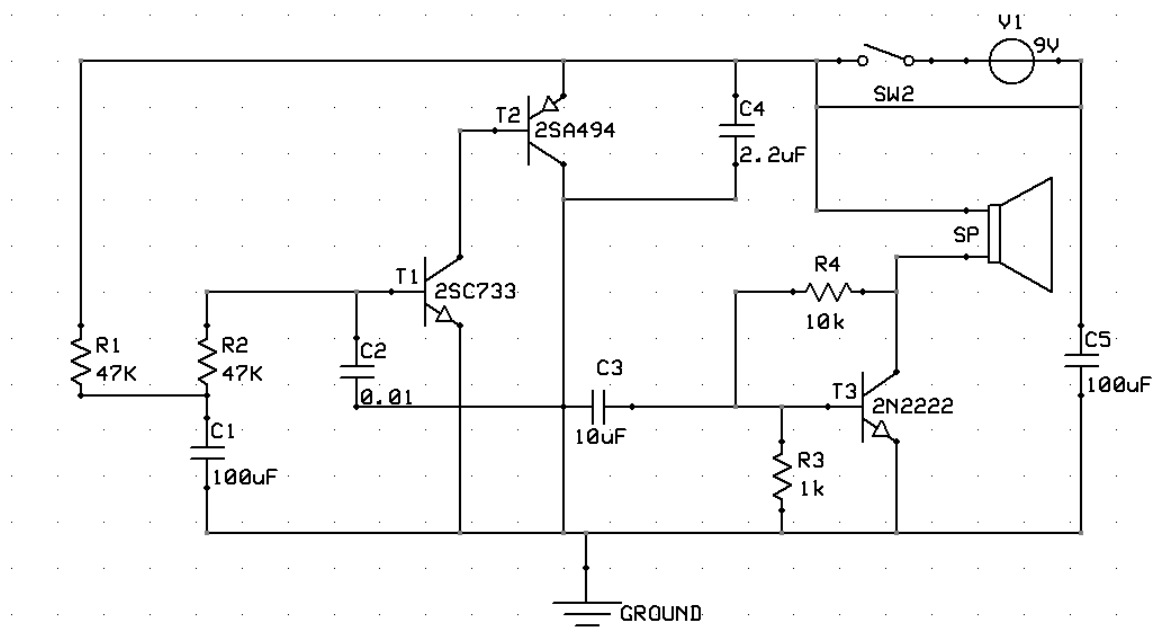 V1
9V
SW2
T2
2SA494
C4
2.2uF
SP
T1
2SC733
R4
10k
R1
47K
R2
47K
C2
0.01
C3
10uF
T3
2N2222
C5
100uF
C1
100uF
R3
1k
GROUND